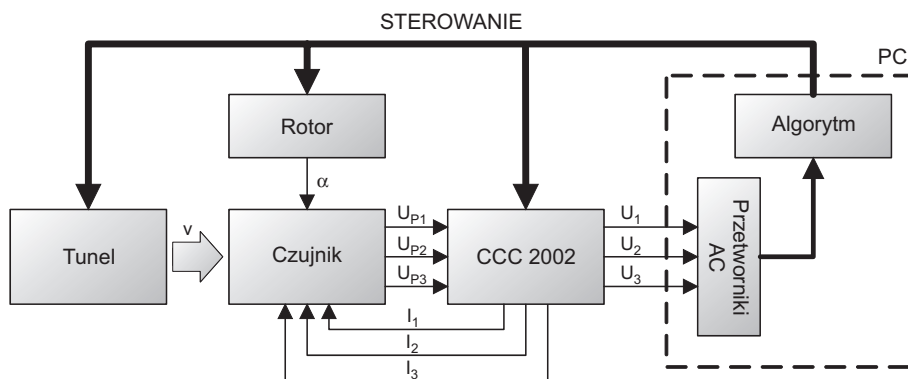 STEROWANIE
PC
Rotor
Algorytm
α
Tunel
v
Czujnik
U_P1
U_P2
U_P3
CCC 2002
U_1
U_2
U_3
Przetworniki
AC
I_1
I_2
I_3